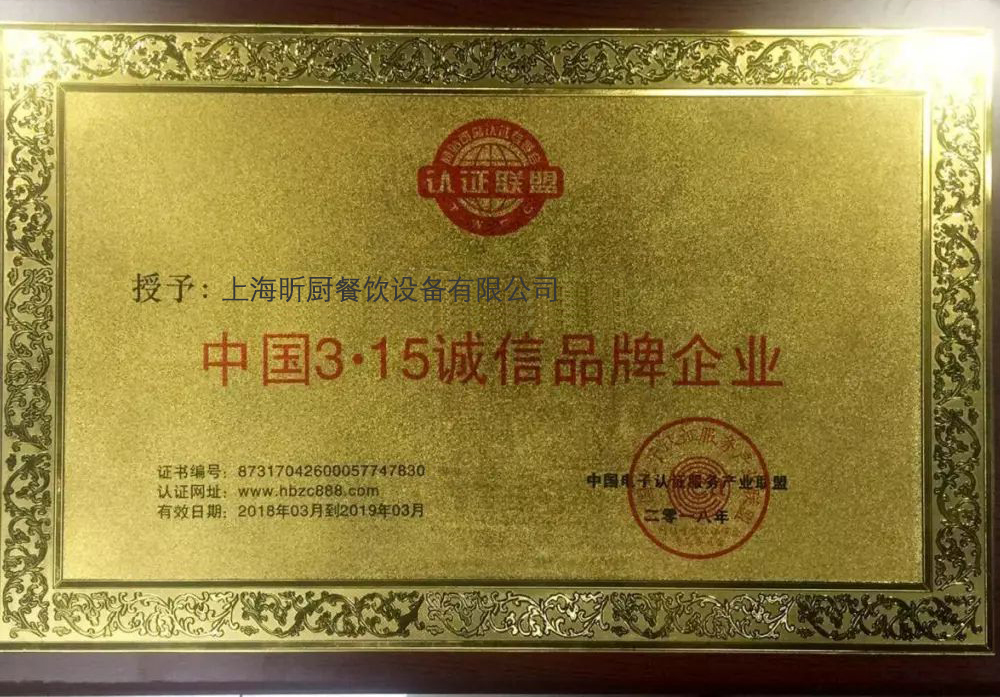 认证联盟
授予：上海昕厨餐饮设备有限公司
中国3·15诚信品牌企业
证书编号：87317042600057747830
认证网址：www.hbzc888.com
有效日期：2018年03月到2019年03月
中国电子认证服务产业联盟
二零一八年